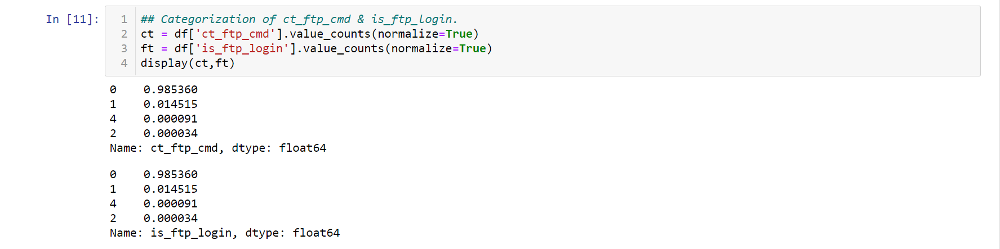 In [11]:
1 ## Categorization of ct_ftp_cmd & is_ftp_login.
2 ct = df['ct_ftp_cmd'].value_counts(normalize=True)
3 ft = df['is_ftp_login'].value_counts(normalize=True)
4 display(ct,ft)
0    0.985360
1    0.014515
4    0.000091
2    0.000034
Name: ct_ftp_cmd, dtype: float64
0    0.985360
1    0.014515
4    0.000091
2    0.000034
Name: is_ftp_login, dtype: float64